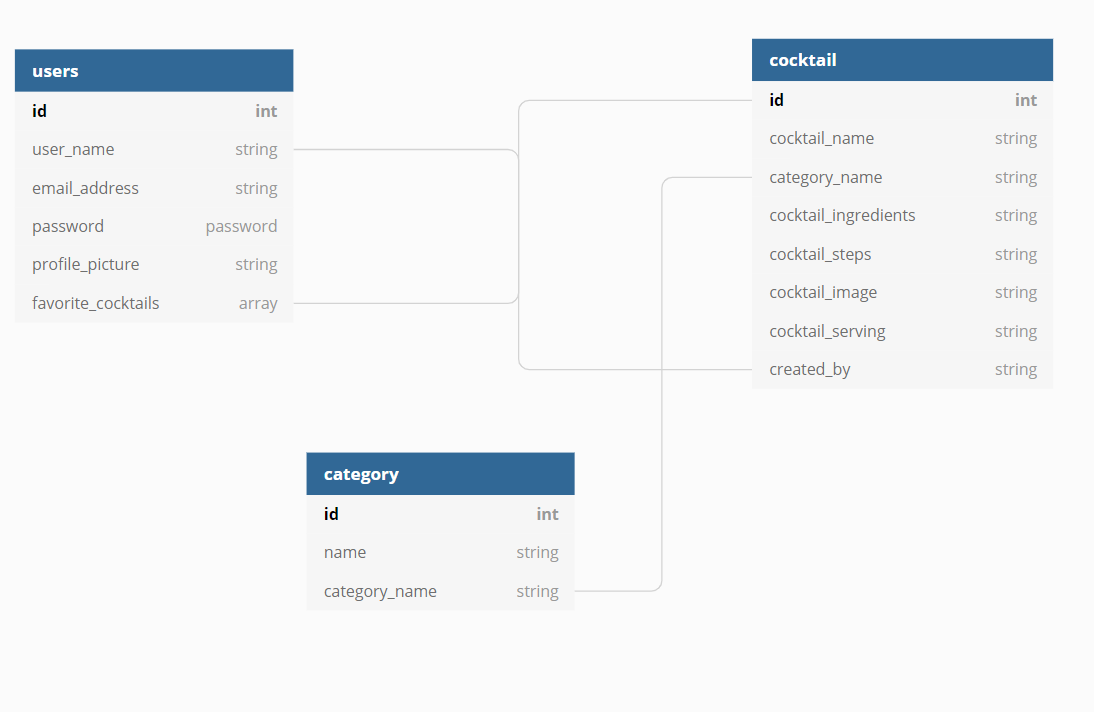 users
id int
user_name string
email_address string
password password
profile_picture string
favorite_cocktails array
cocktail
id int
cocktail_name string
category_name string
cocktail_ingredients string
cocktail_steps string
cocktail_image string
cocktail_serving string
created_by string
category
id int
name string
category_name string